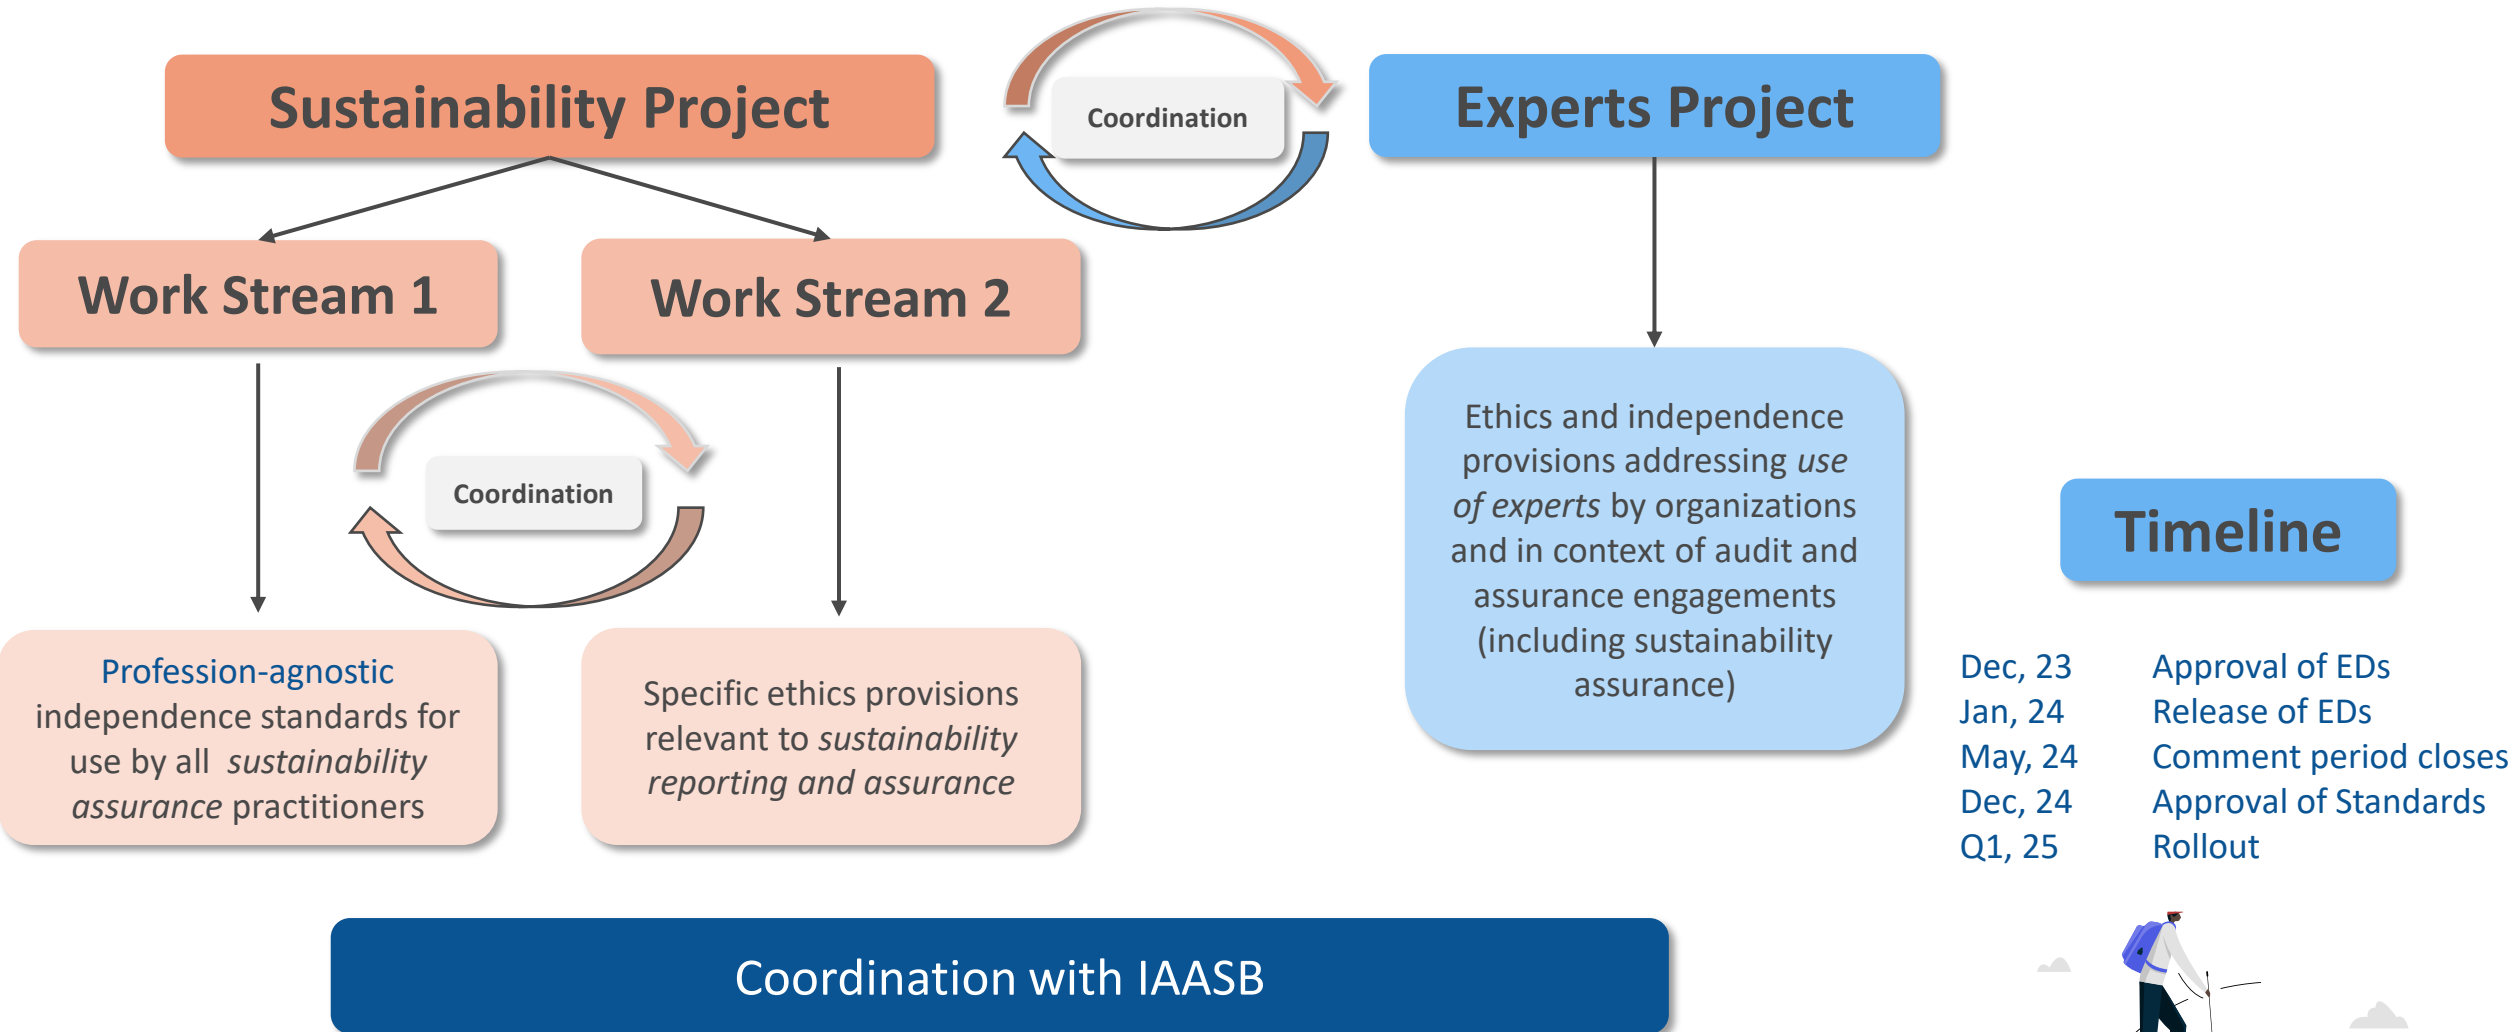 Sustainability Project
Coordination
Experts Project
Work Stream 1
Work Stream 2
Coordination
Profession-agnostic
independence standards for
use by all sustainability
assurance practitioners
Specific ethics provisions
relevant to sustainability
reporting and assurance
Ethics and independence
provisions addressing use
of experts by organizations
and in context of audit and
assurance engagements
(including sustainability
assurance)
Timeline
Dec, 23 Approval of EDs
Jan, 24 Release of EDs
May, 24 Comment period closes
Dec, 24 Approval of Standards
Q1, 25 Rollout
Coordination with IAASB